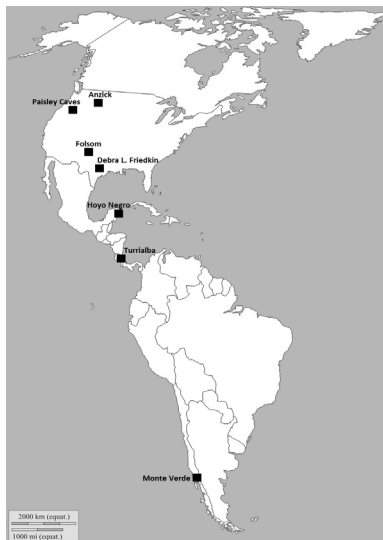 Anzick
Paisley Caves
Folsom
Debra L. Friedkin
Hoyo Negro
Turrialba
Monte Verde
2000 km (equat.)
1000 mi (equat.)